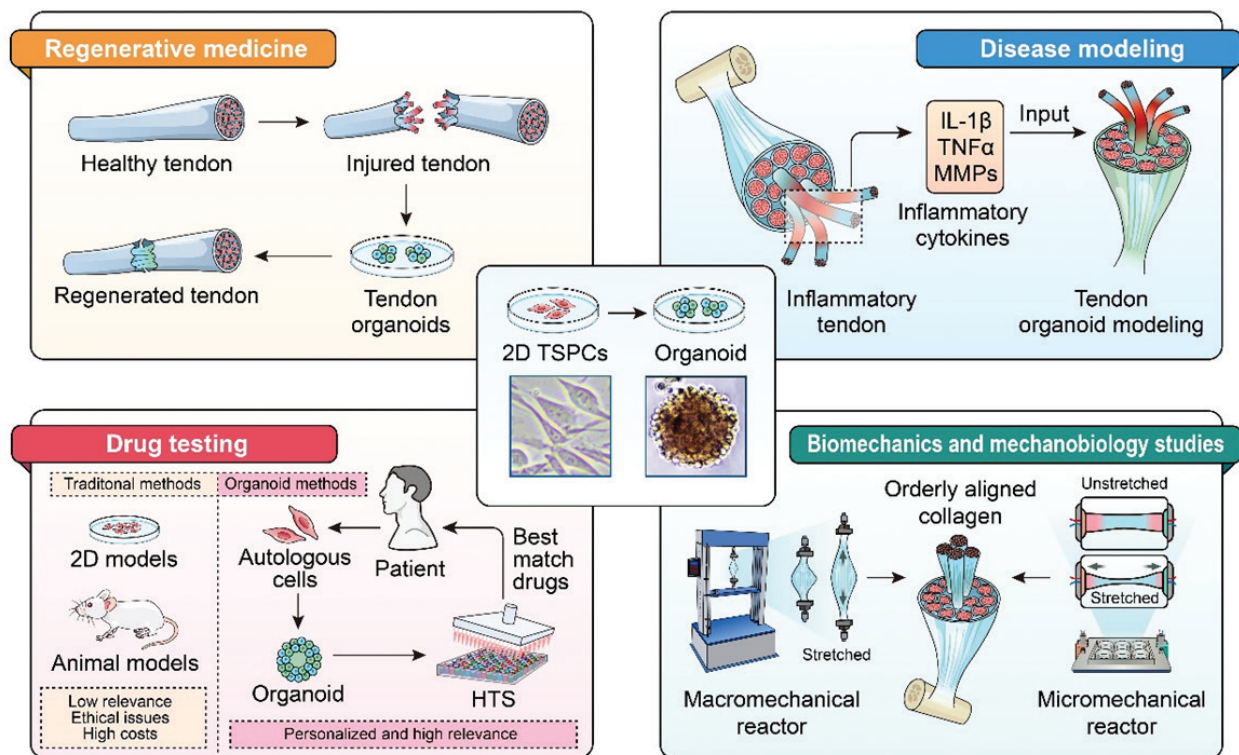 Regenerative medicine
Healthy tendon
Injured tendon
Regenerated tendon
Tendon
organoids
Disease modeling
IL-1β
TNFα
MMPs
Input
Inflammatory
cytokines
Inflammatory
tendon
Tendon
organoid modeling
2D TSPCs
Organoid
Drug testing
Traditonal methods
Organoid methods
2D models
Animal models
Low relevance
Ethical issues
High costs
Autologous
cells
Patient
Best
match
drugs
Organoid
HTS
Personalized and high relevance
Biomechanics and mechanobiology studies
Orderly aligned
collagen
Unstretched
Stretched
Stretched
Macromechanical
reactor
Micromechanical
reactor